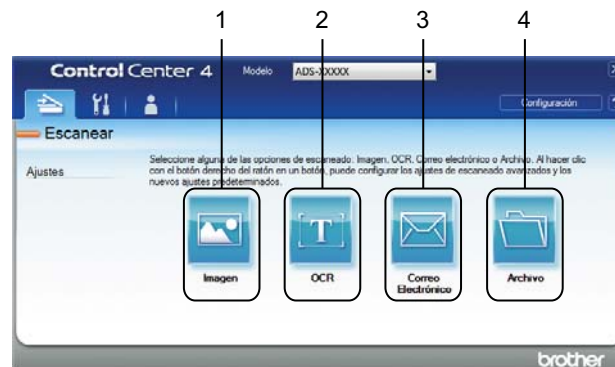 1 2 3 4
Control Center 4 Modelo ADS-XXXXX
Configuración
Escanear
Ajustes
Seleccione alguna de las opciones de escaneado: Imagen, OCR, Correo electrónico o Archivo. Al hacer clic
con el botón derecho del ratón en un botón, puede configurar los ajustes de escaneado avanzados y los
nuevos ajustes predeterminados.
T
Imagen OCR Correo Archivo
Electrónico
brother